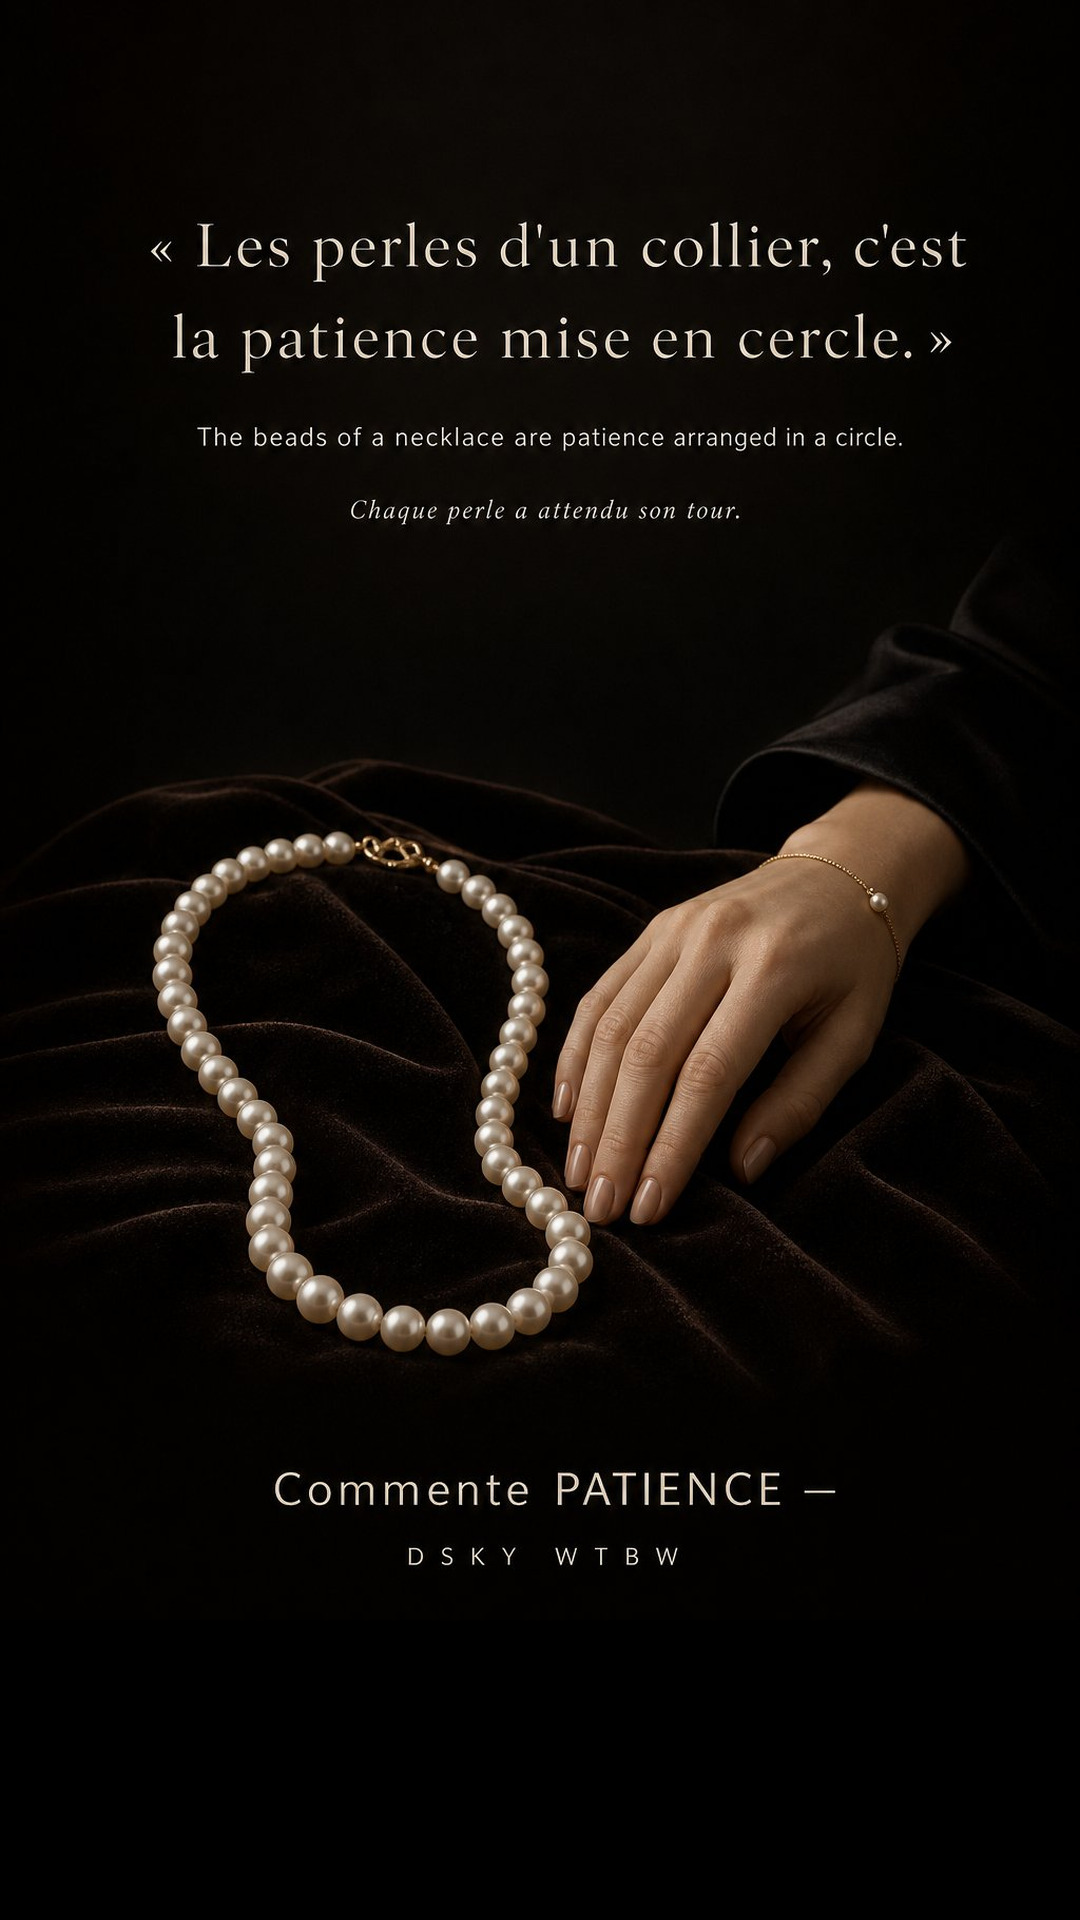 « Les perles d'un collier, c'est
la patience mise en cercle. »
The beads of a necklace are patience arranged in a circle.
Chaque perle a attendu son tour.
Commente PATIENCE —
DSKY WTBW